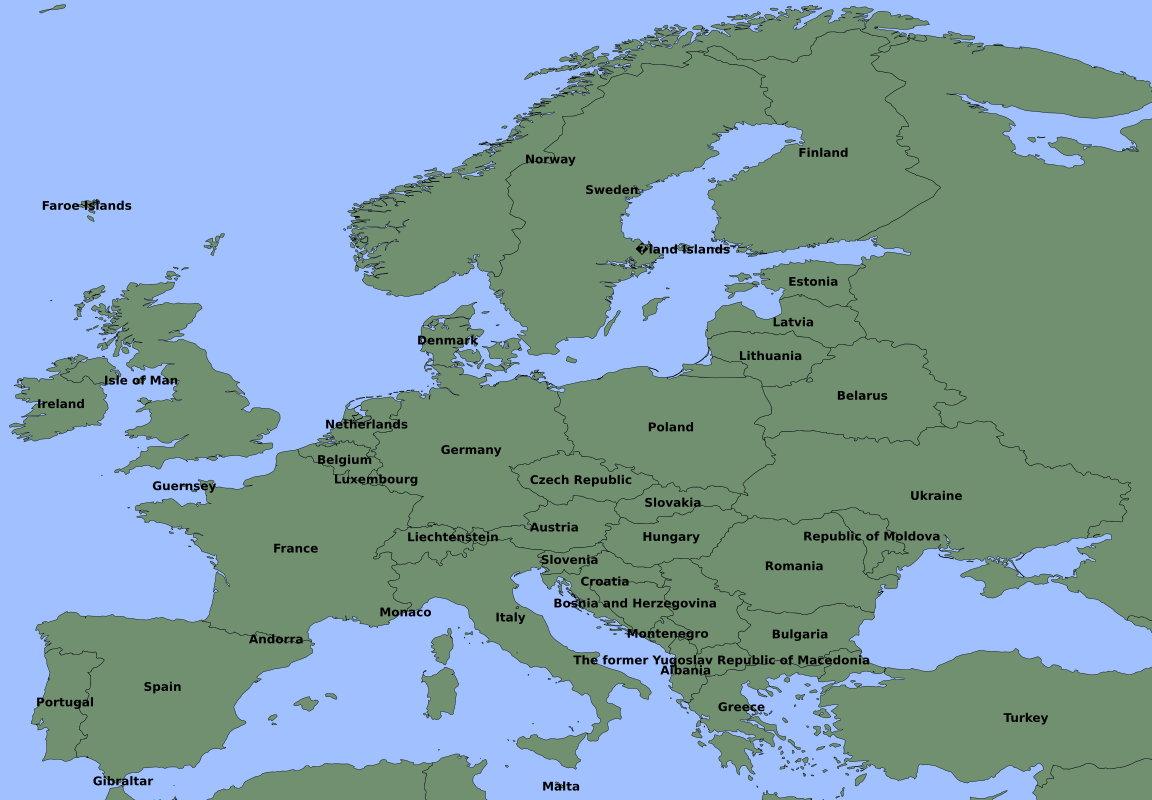 Norway
Finland
Sweden
Faroe Islands
�land Islands
Estonia
Latvia
Denmark
Lithuania
Isle of Man
Belarus
Ireland
Netherlands
Poland
Germany
Belgium
Luxembourg
Czech Republic
Guernsey
Ukraine
Slovakia
Austria
Liechtenstein
Hungary
Republic of Moldova
France
Slovenia
Romania
Croatia
Bosnia and Herzegovina
Monaco
Italy
Montenegro
Bulgaria
Andorra
The former Yugoslav Republic of Macedonia
Albania
Spain
Portugal
Greece
Turkey
Gibraltar
Malta